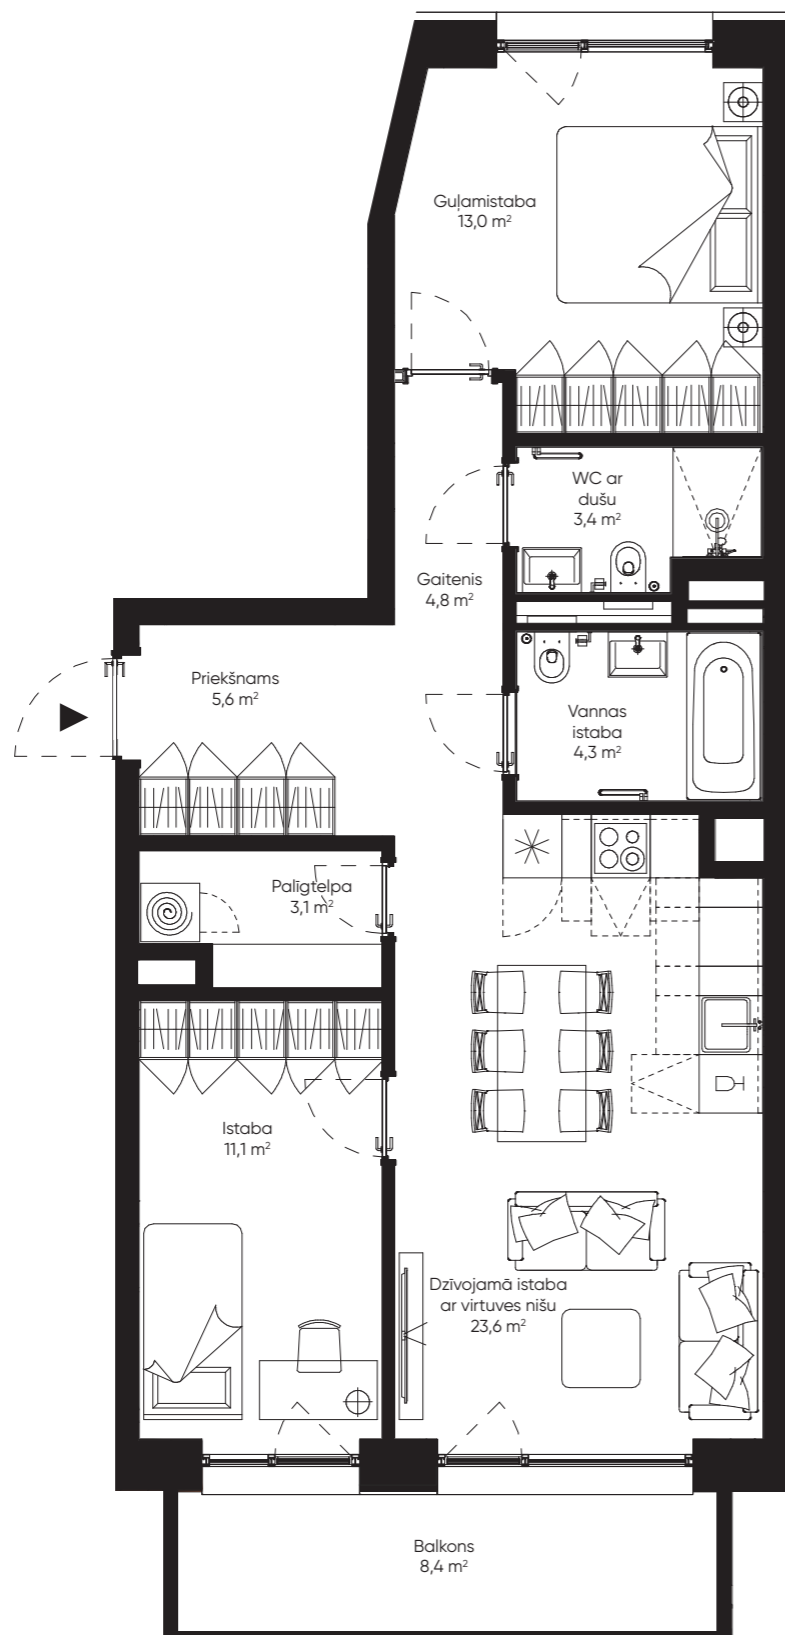 Guļamistaba
13,0 m²
WC ar
dušu
3,4 m²
Gaitenis
4,8 m²
Priekšnams
5,6 m²
Vannas
istaba
4,3 m²
Palīgtelpa
3,1 m²
Istaba
11,1 m²
Dzīvojamā istaba
ar virtuves nišu
23,6 m²
Balkons
8,4 m²